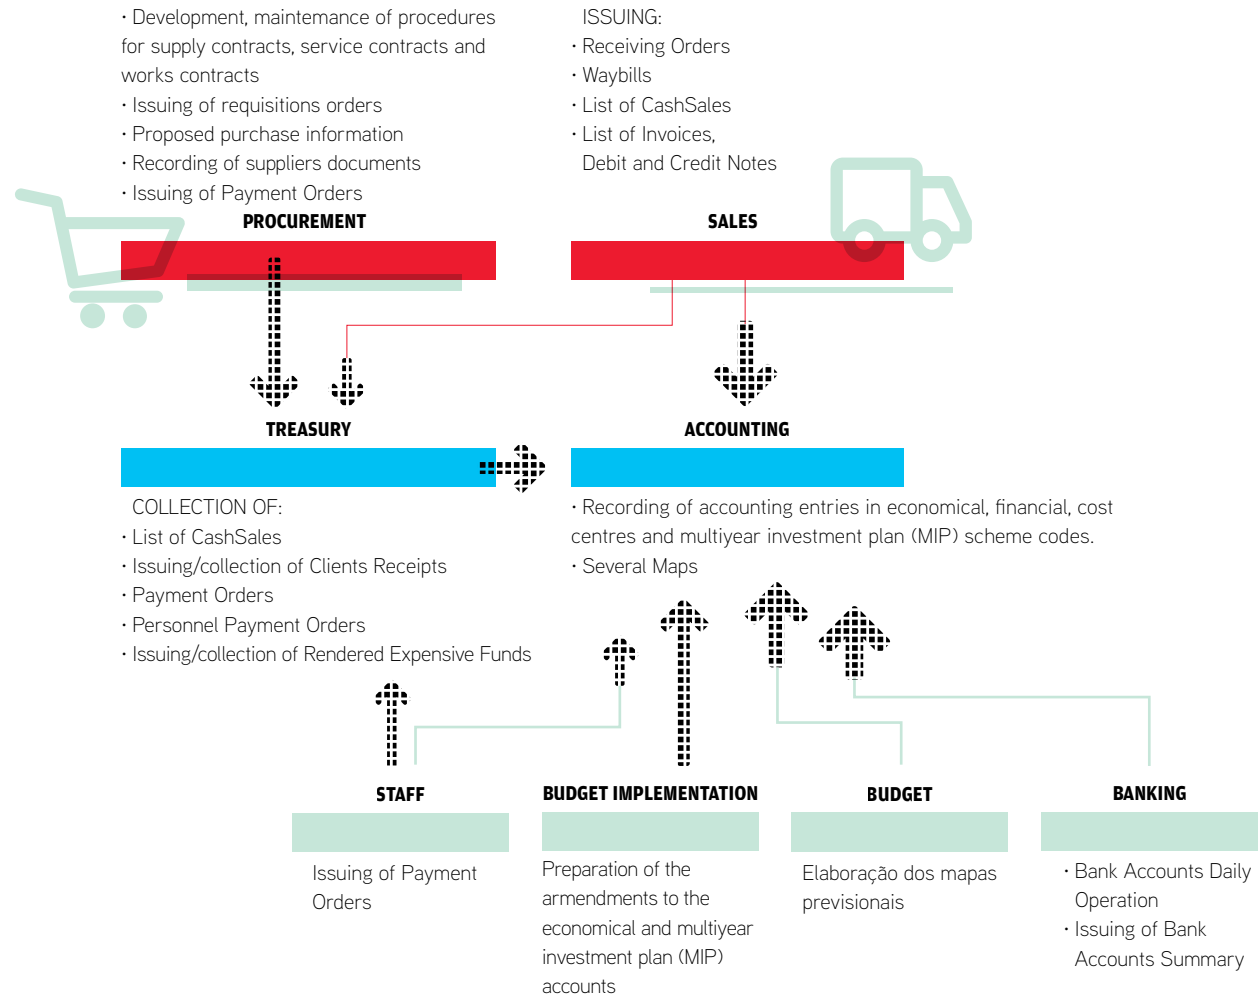 · Development, maintemance of procedures
for supply contracts, service contracts and
works contracts
· Issuing of requisitions orders
· Proposed purchase information
· Recording of suppliers documents
· Issuing of Payment Orders
PROCUREMENT
ISSUING:
· Receiving Orders
· Waybills
· List of CashSales
· List of Invoices,
Debit and Credit Notes
SALES
TREASURY
COLLECTION OF:
· List of CashSales
· Issuing/collection of Clients Receipts
· Payment Orders
· Personnel Payment Orders
· Issuing/collection of Rendered Expensive Funds
ACCOUNTING
· Recording of accounting entries in economical, financial, cost
centres and multiyear investment plan (MIP) scheme codes.
· Several Maps
STAFF
Issuing of Payment
Orders
BUDGET IMPLEMENTATION
Preparation of the
armendments to the
economical and multiyear
investment plan (MIP)
accounts
BUDGET
Elaboração dos mapas
previsionais
BANKING
· Bank Accounts Daily
Operation
· Issuing of Bank
Accounts Summary